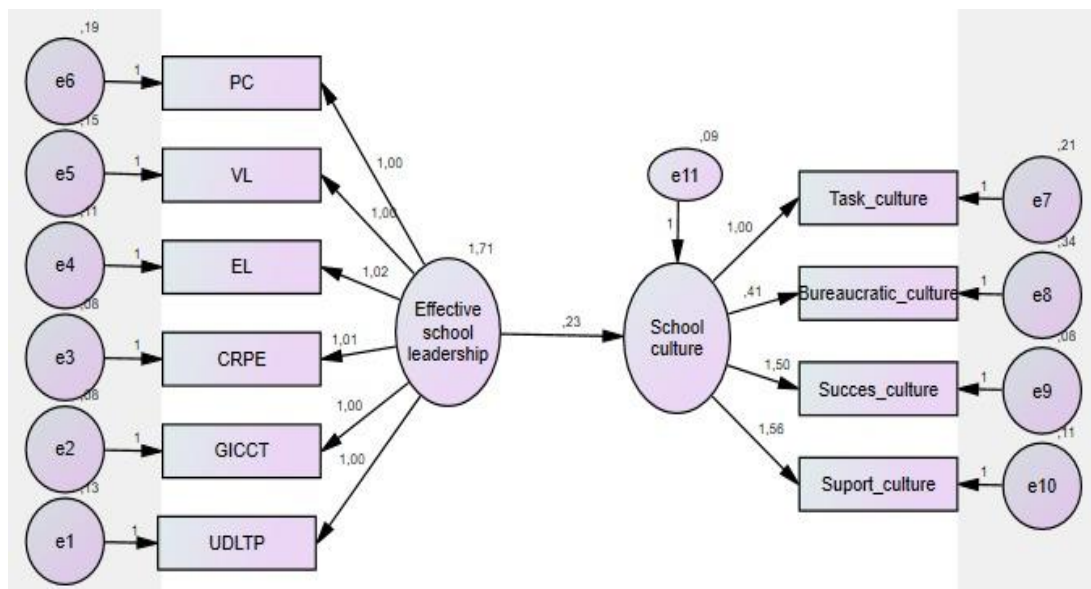 ,19
e6
1
PC
,15
e5
1
VL
,11
e4
1
EL
,08
e3
1
CRPE
,08
e2
1
GICCT
,13
e1
1
UDLTP
1,00
1,00
1,02
1,01
1,00
1,00
1,71
Effective
school
leadership
,23
,09
e11
1
School
culture
1,00
,41
1,50
1,56
Task_culture
1
,21
e7
Bureaucratic_culture
1
,34
e8
Succes_culture
1
,08
e9
Suport_culture
1
,11
e10